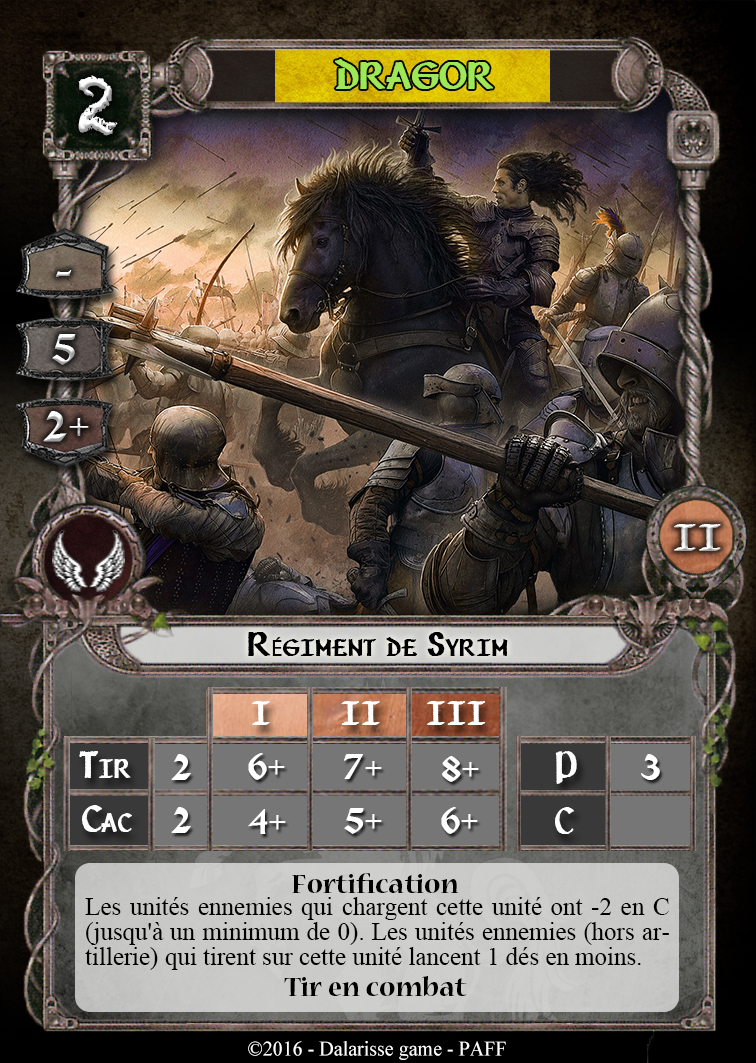 2
DRAGOR
-
5
2+
II
Régiment de Syrim
I II III
Tir 2 6+ 7+ 8+ P 3
Cac 2 4+ 5+ 6+ C
Fortification
Les unités ennemies qui chargent cette unité ont -2 en C
(jusqu'à un minimum de 0). Les unités ennemies (hors ar-
tillerie) qui tirent sur cette unité lancent 1 dés en moins.
Tir en combat
©2016 - Dalarisse game - PAFF